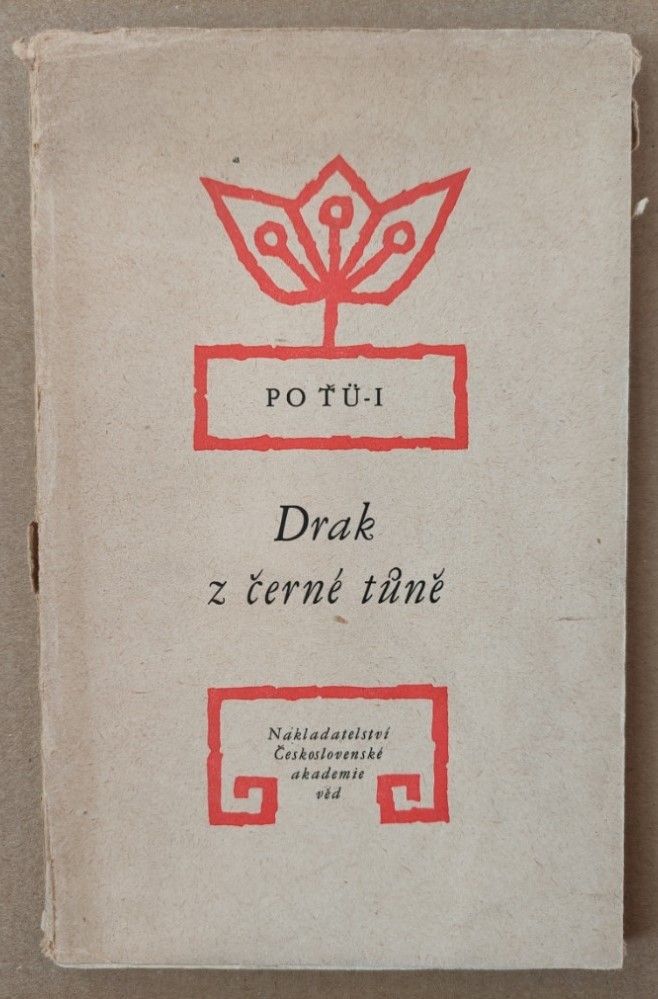 PO ŤÜ-I
Drak
z černé tůně
Nakladatelství
Československé
akademie
věd